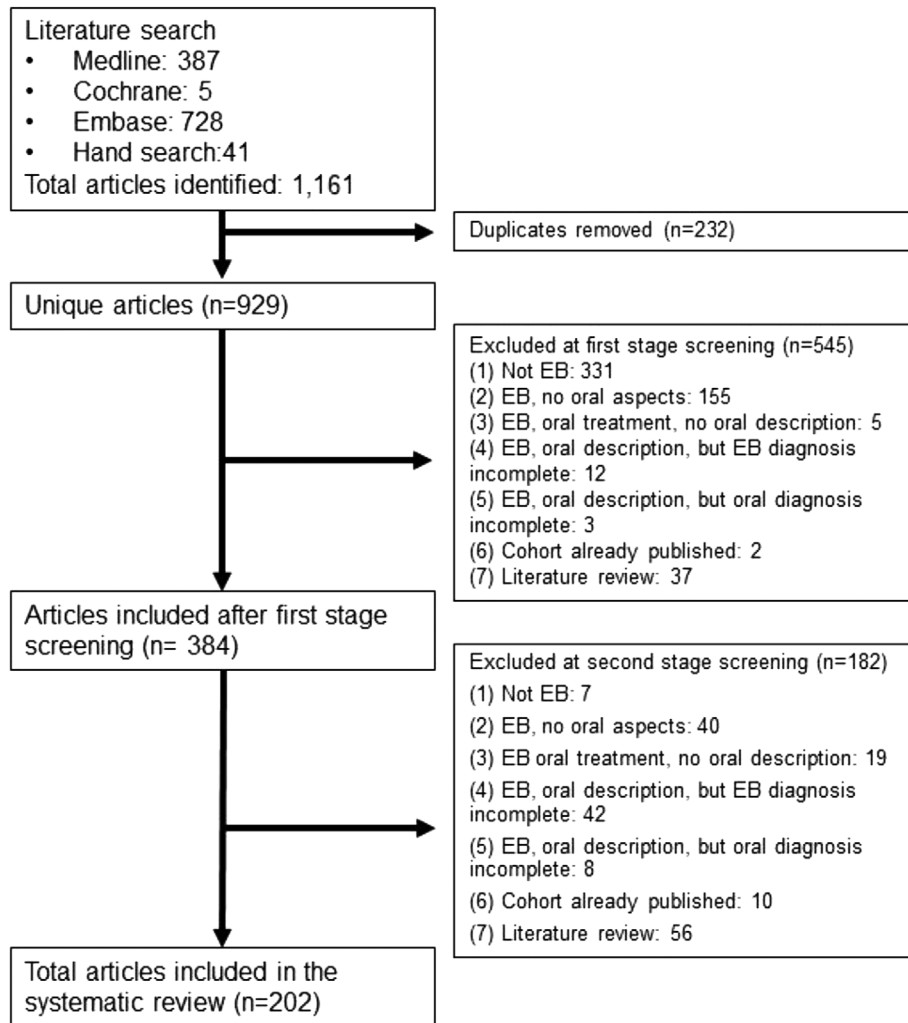 Literature search
• Medline: 387
• Cochrane: 5
• Embase: 728
• Hand search:41
Total articles identified: 1,161
Duplicates removed (n=232)
Unique articles (n=929)
Excluded at first stage screening (n=545)
(1) Not EB: 331
(2) EB, no oral aspects: 155
(3) EB, oral treatment, no oral description: 5
(4) EB, oral description, but EB diagnosis
incomplete: 12
(5) EB, oral description, but oral diagnosis
incomplete: 3
(6) Cohort already published: 2
(7) Literature review: 37
Articles included after first stage
screening (n= 384)
Excluded at second stage screening (n=182)
(1) Not EB: 7
(2) EB, no oral aspects: 40
(3) EB oral treatment, no oral description: 19
(4) EB, oral description, but EB diagnosis
incomplete: 42
(5) EB, oral description, but oral diagnosis
incomplete: 8
(6) Cohort already published: 10
(7) Literature review: 56
Total articles included in the
systematic review (n=202)